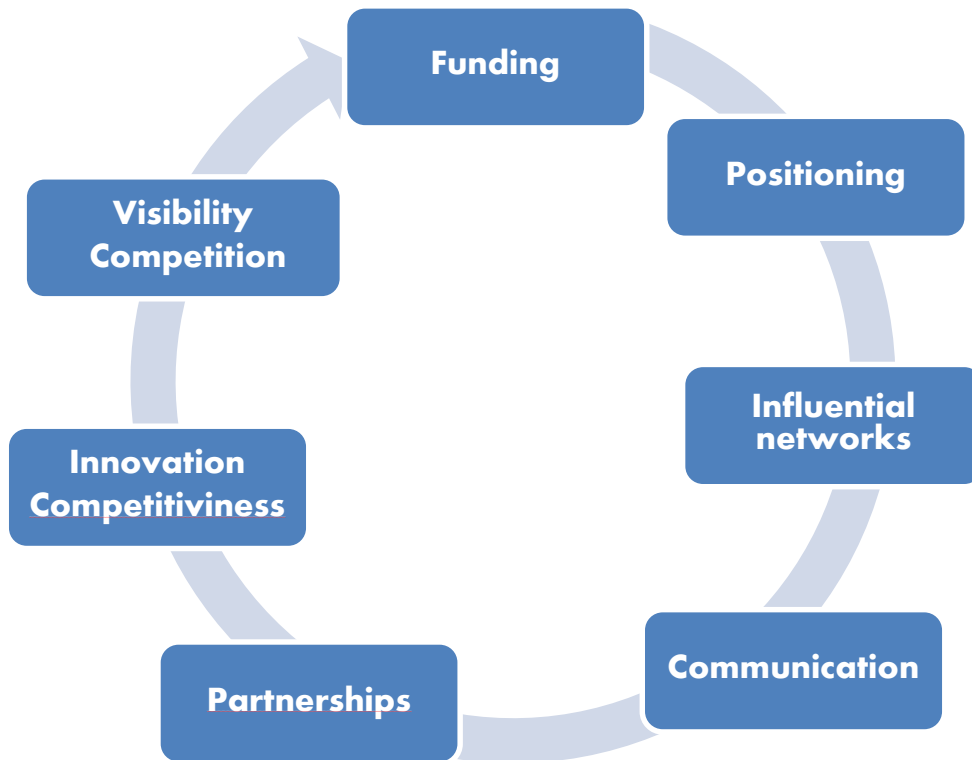 Funding
Positioning
Influential
networks
Communication
Partnerships
Innovation
Competitiviness
Visibility
Competition